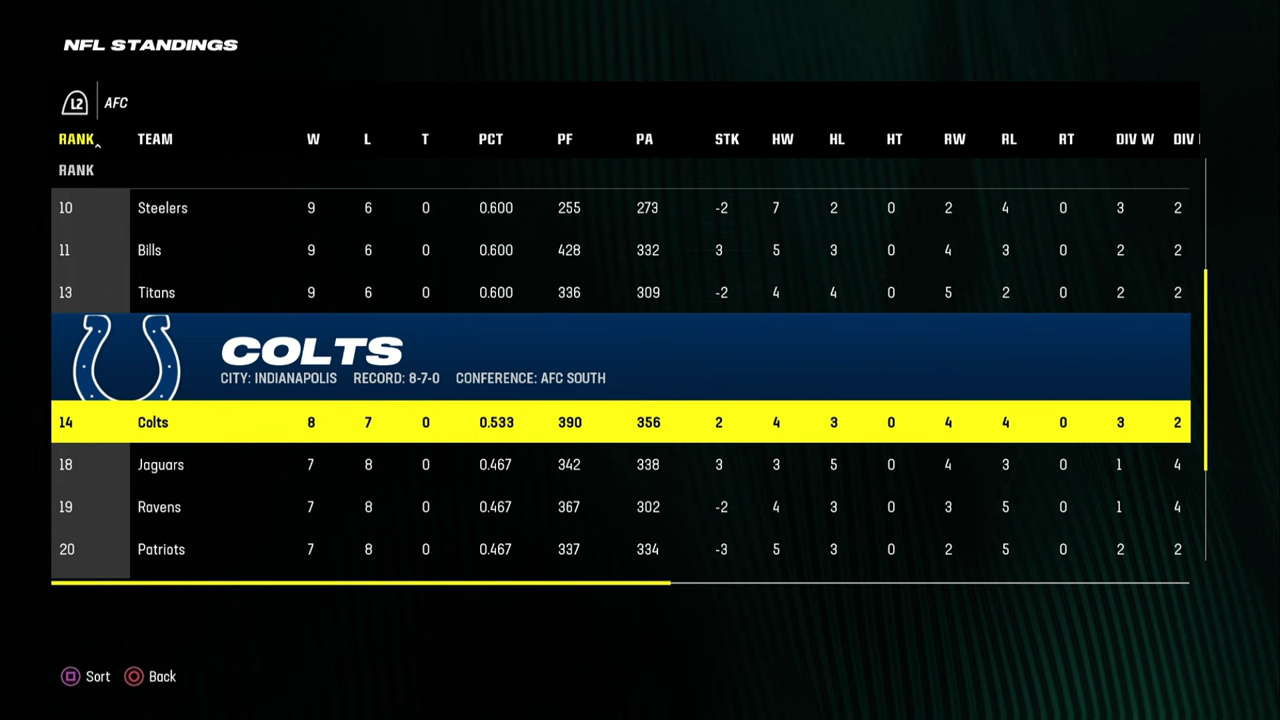 NFL STANDINGS
L2 AFC
RANK TEAM W L T PCT PF PA STK HW HL HT RW RL RT DIV W DIV
RANK
10 Steelers 9 6 0 0.600 255 273 -2 7 2 0 2 4 0 3 2
11 Bills 9 6 0 0.600 428 332 3 5 3 0 4 3 0 2 2
13 Titans 9 6 0 0.600 336 309 -2 4 4 0 5 2 0 2 2
COLTS
CITY: INDIANAPOLIS RECORD: 8-7-0 CONFERENCE: AFC SOUTH
14 Colts 8 7 0 0.533 390 356 2 4 3 0 4 4 0 3 2
18 Jaguars 7 8 0 0.467 342 338 3 3 5 0 4 3 0 1 4
19 Ravens 7 8 0 0.467 367 302 -2 4 3 0 3 5 0 1 4
20 Patriots 7 8 0 0.467 337 334 -3 5 3 0 2 5 0 2 2
Sort Back